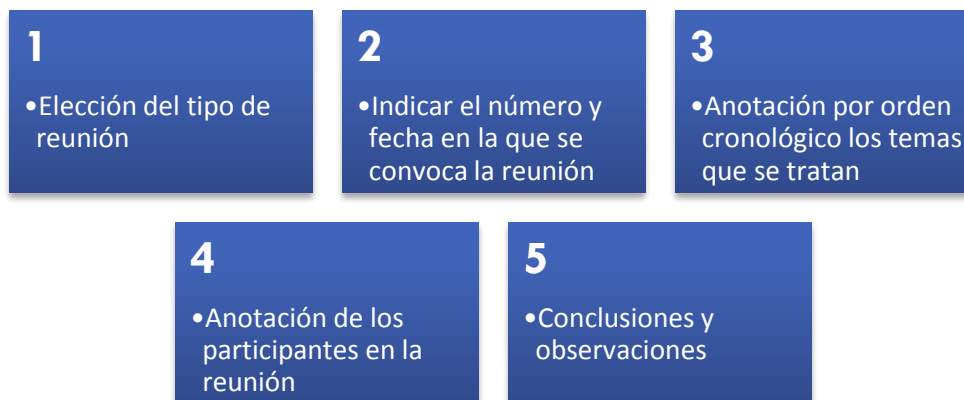 1
•Elección del tipo de
reunión
2
•Indicar el número y
fecha en la que se
convoca la reunión
3
•Anotación por orden
cronológico los temas
que se tratan
4
•Anotación de los
participantes en la
reunión
5
•Conclusiones y
observaciones